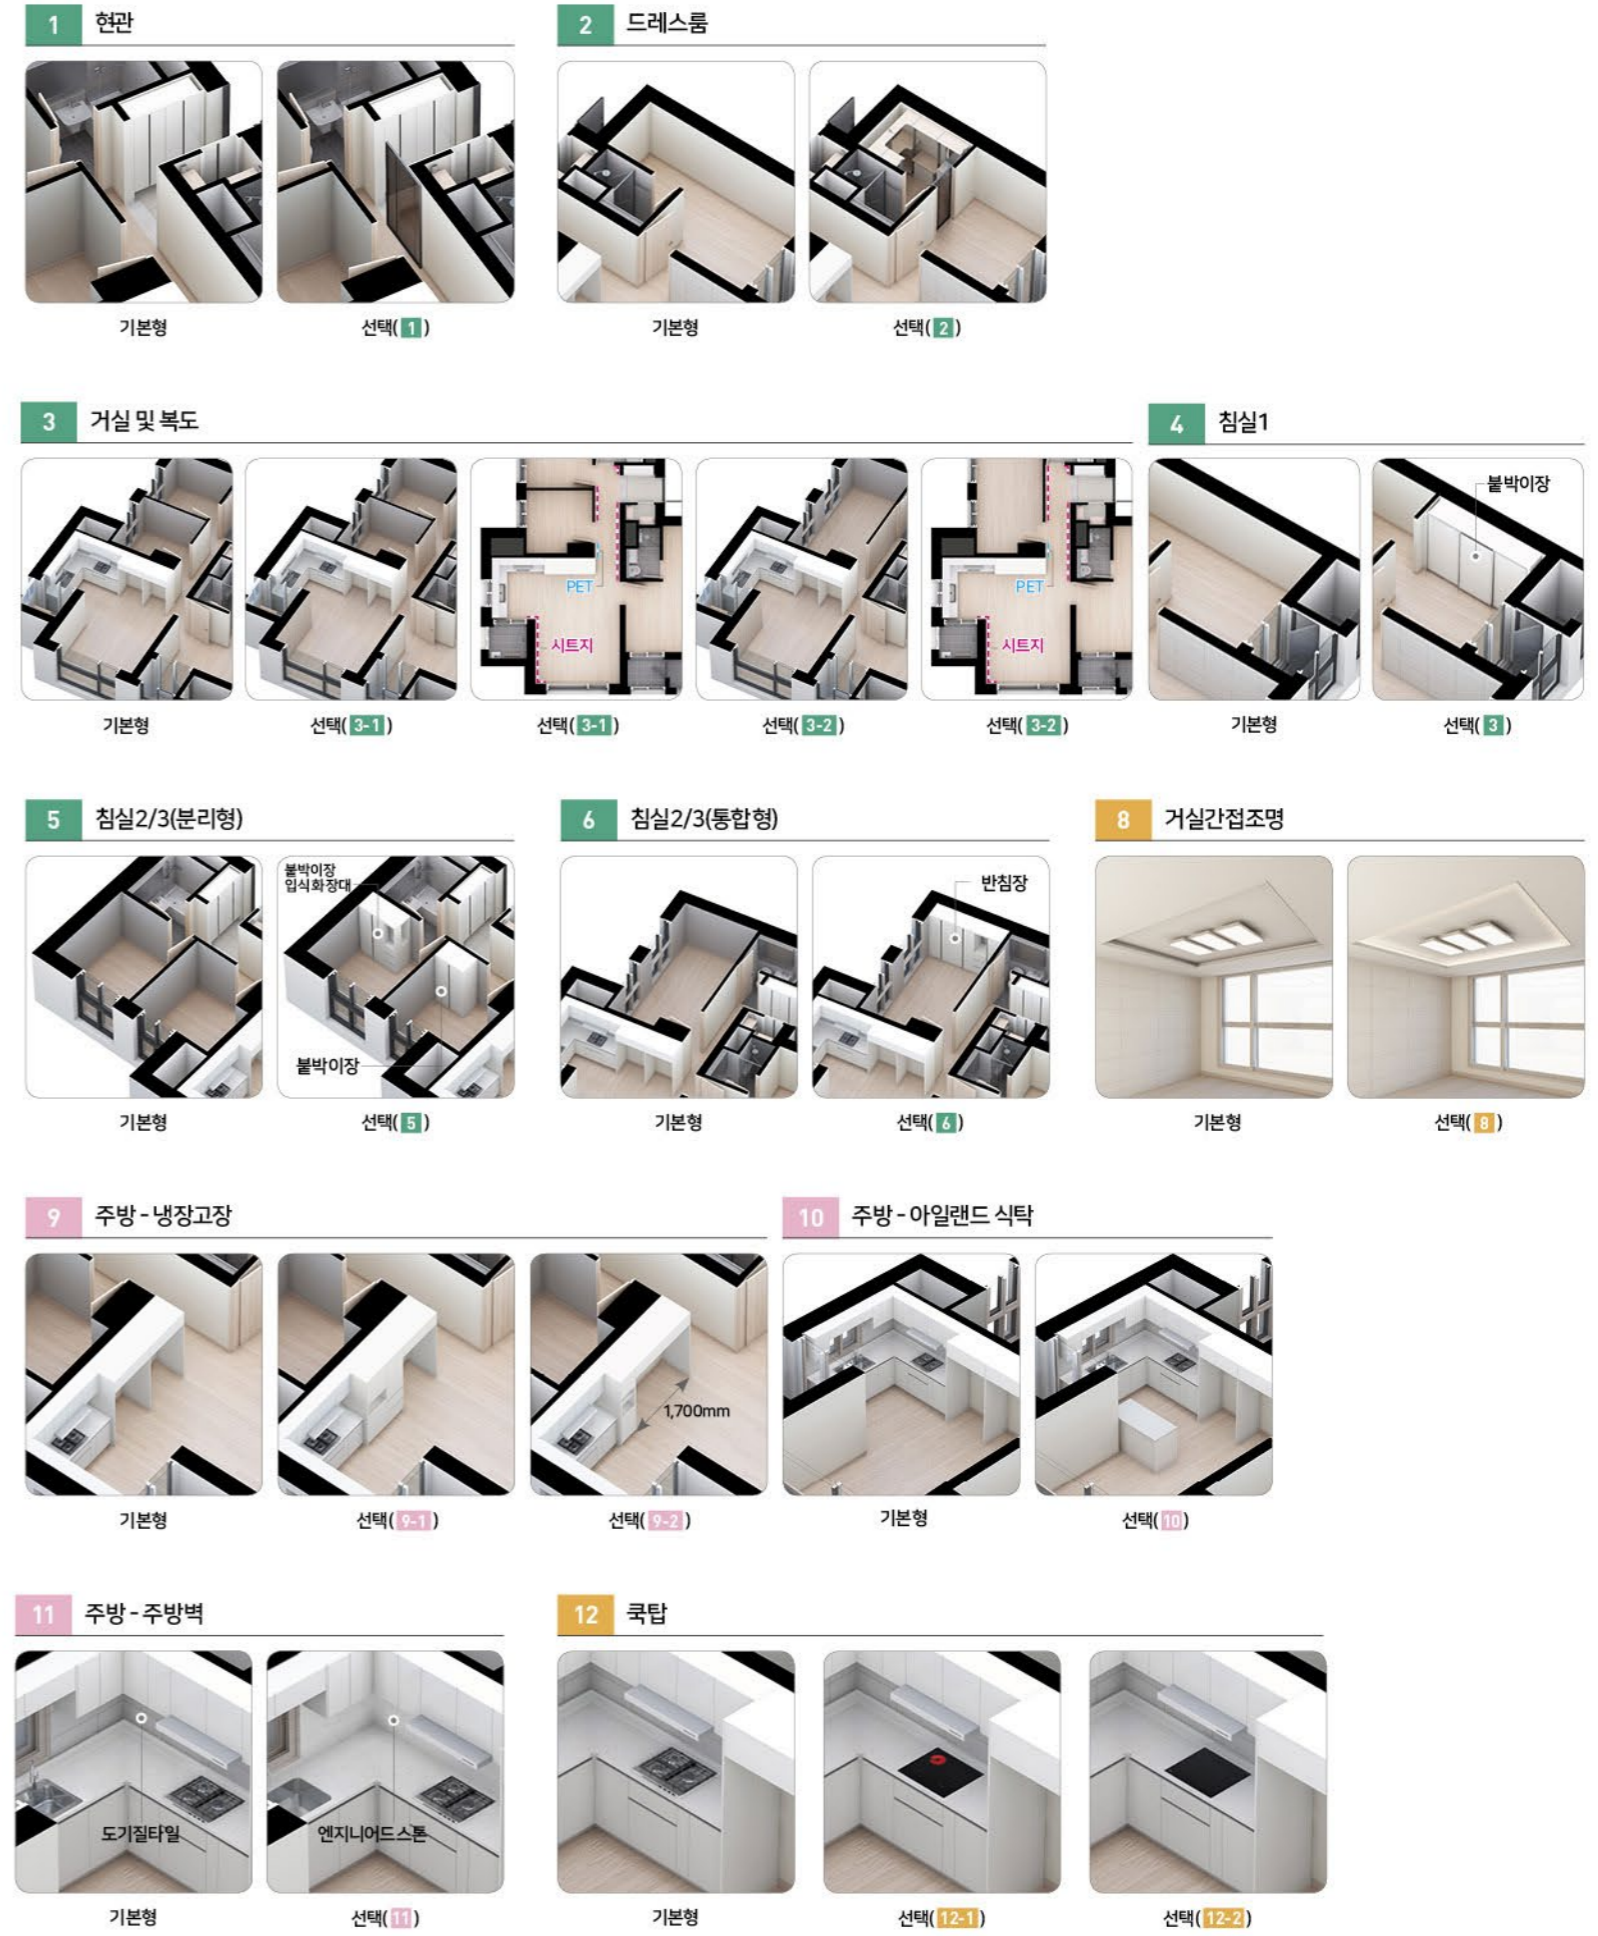 1 현관
2 드레스룸
기본형
선택( 1 )
기본형
선택( 2 )
3 거실 및 복도
4 침실1
PET
시트지
PET
시트지
붙박이장
기본형
선택( 3-1 )
선택( 3-1 )
선택( 3-2 )
선택( 3-2 )
기본형
선택( 3 )
5 침실2/3(분리형)
6 침실2/3(통합형)
8 거실간접조명
붙박이장
입식화장대
붙박이장
반침장
기본형
선택( 5 )
기본형
선택( 6 )
기본형
선택( 8 )
9 주방 - 냉장고장
10 주방 - 아일랜드 식탁
1,700mm
기본형
선택( 9-1 )
선택( 9-2 )
기본형
선택( 10 )
11 주방 - 주방벽
12 쿡탑
도기질타일
엔지니어드스톤
기본형
선택( 11 )
기본형
선택( 12-1 )
선택( 12-2 )